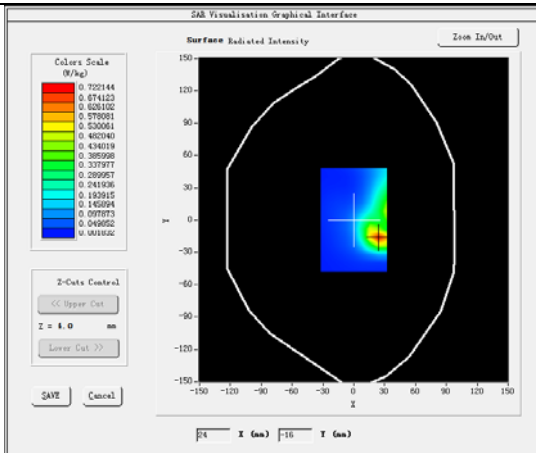 SAR Visualisation Graphical Interface
Surface Radiated Intensity
Zoom In/Out
Colors Scale
(W/kg)
0.722144
0.674123
0.626102
0.578081
0.530061
0.482040
0.434019
0.385998
0.337977
0.289957
0.241936
0.193915
0.145894
0.097873
0.049852
0.001832
150
120
90
60
30
0
-30
-60
-90
-120
-150
Y
-150 -120 -90 -60 -30 0 30 60 90 120 150
X
Z-Cuts Control
<< Upper Cut
Z = 4.0 mm
Lower Cut >>
SAVE Cancel
24 X (mm) -16 Y (mm)